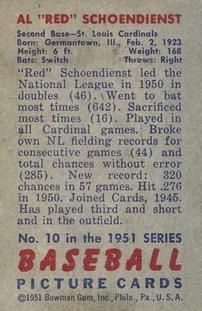 AL "RED" SCHOENDIENST
Second Base—St. Louis Cardinals
Born: Germantown, Ill., Feb. 2, 1923
Height: 6 ft. Weight: 168
Bats: Switch Throws: Right
"Red" Schoendienst led the
National League in 1950 in
doubles (46). Went to bat
most times (642). Sacrificed
most times (16). Played in
all Cardinal games. Shares
Broke own NL fielding records for
consecutive games (44) and
total chances without error
(285). New record: 320
chances in 57 games. Hit .276
in 1950. Joined Cards, 1945.
Has played third and short
and in the outfield.
No. 10 in the 1951 SERIES
BASEBALL
PICTURE CARDS
©1951 Bowman Gum, Inc., Phila., Pa., U. S. A.